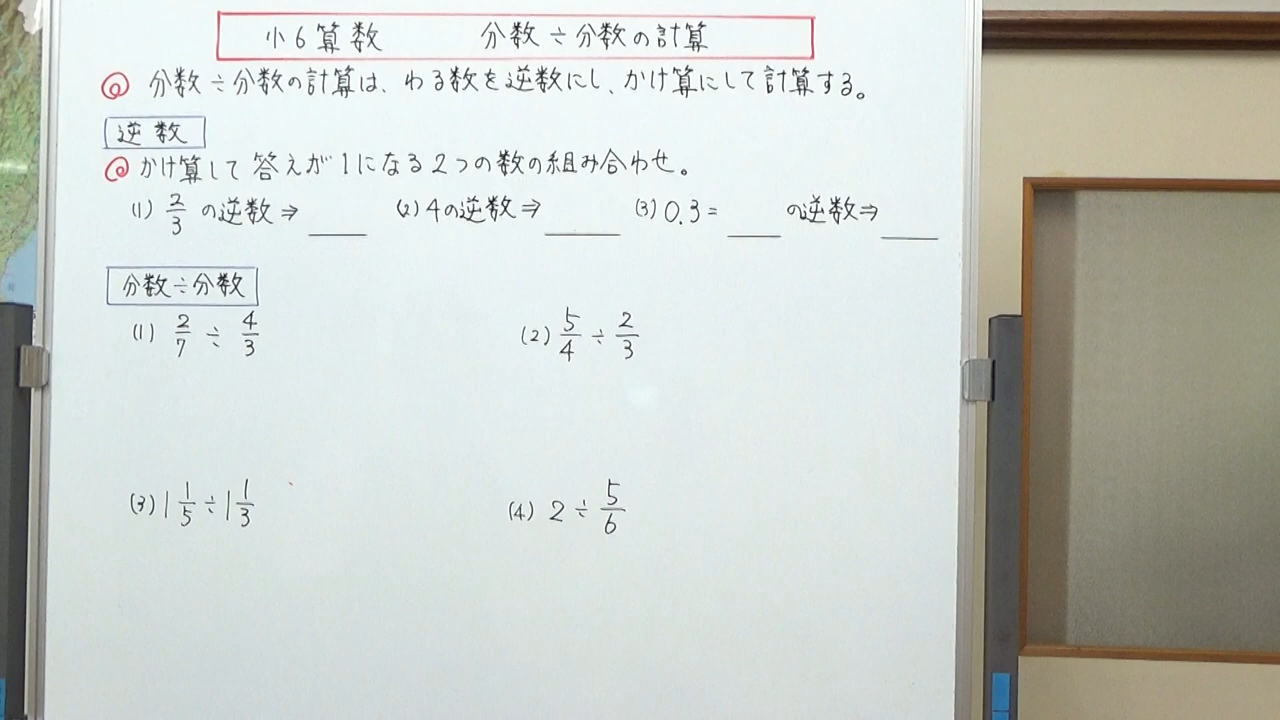 小6算数 分数÷分数の計算
◎ 分数÷分数の計算は、わる数を逆数にし、かけ算にして計算する。
逆数
◎ かけ算して答えが1になる2つの数の組み合わせ。
(1) 2/3 の逆数⇒ ____ (2) 4の逆数⇒ ____ (3) 0.3= ____ の逆数⇒ ____
分数÷分数
(1) 2/7 ÷ 4/3 (2) 5/4 ÷ 2/3
(3) 1 1/5 ÷ 1 1/3 (4) 2 ÷ 5/6